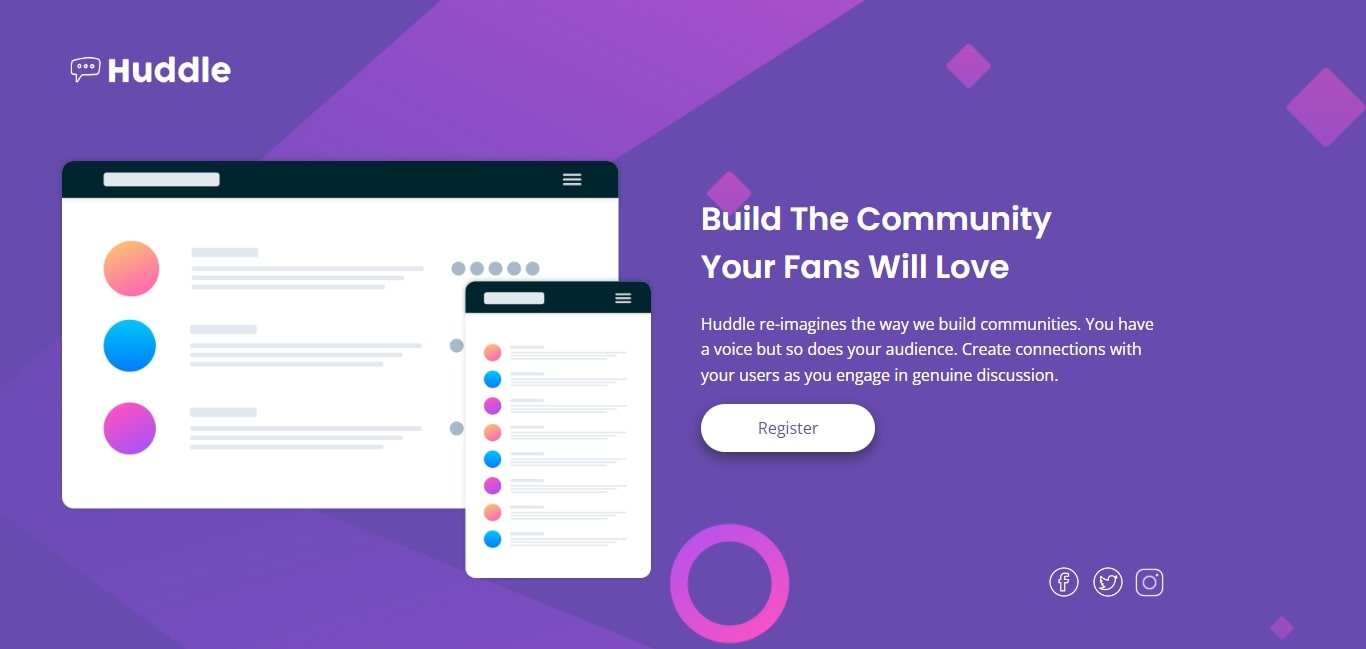 Huddle
Build The Community
Your Fans Will Love
Huddle re-imagines the way we build communities. You have
a voice but so does your audience. Create connections with
your users as you engage in genuine discussion.
Register